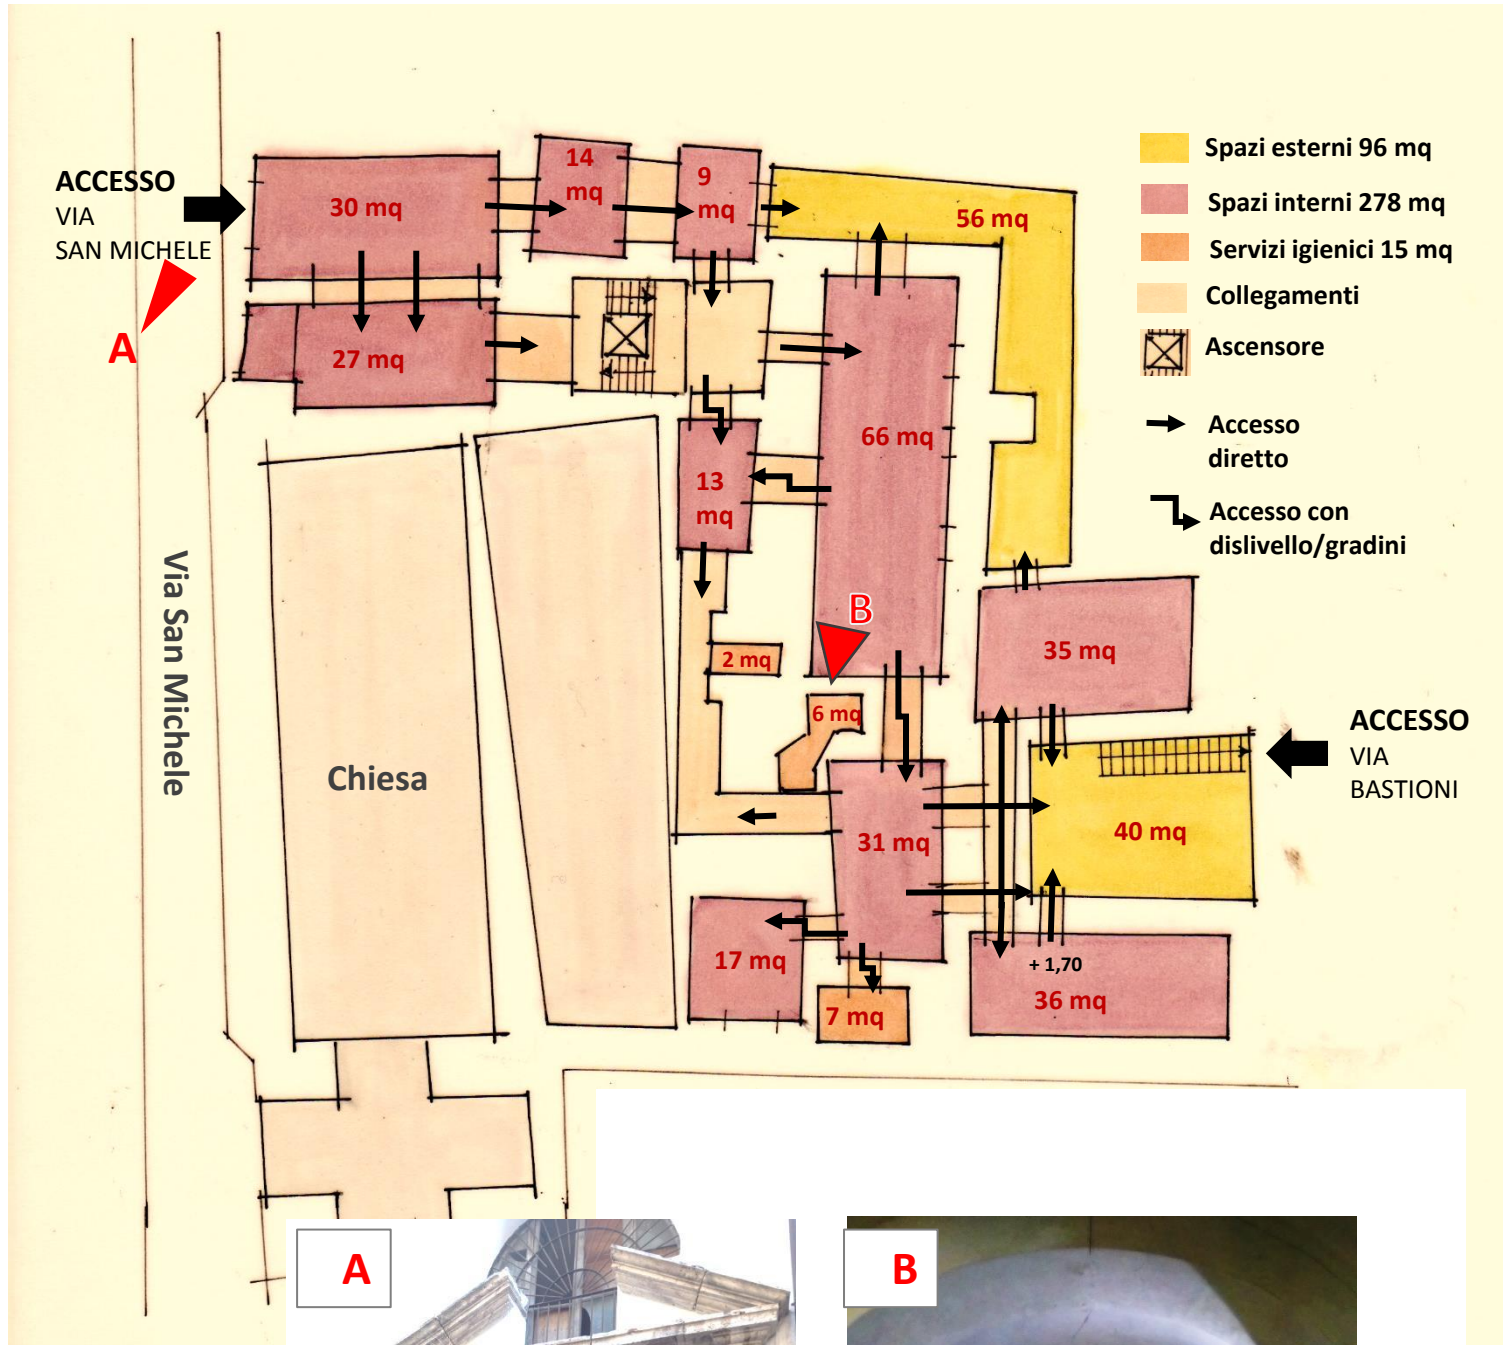 ACCESSO
VIA
SAN MICHELE
A
30 mq
14
mq
9
mq
56 mq
27 mq
66 mq
13
mq
B
2 mq
6 mq
35 mq
31 mq
40 mq
17 mq
7 mq
+ 1,70
36 mq
Via San Michele
Chiesa
Spazi esterni 96 mq
Spazi interni 278 mq
Servizi igienici 15 mq
Collegamenti
Ascensore
Accesso
diretto
Accesso con
dislivello/gradini
ACCESSO
VIA
BASTIONI
A
B